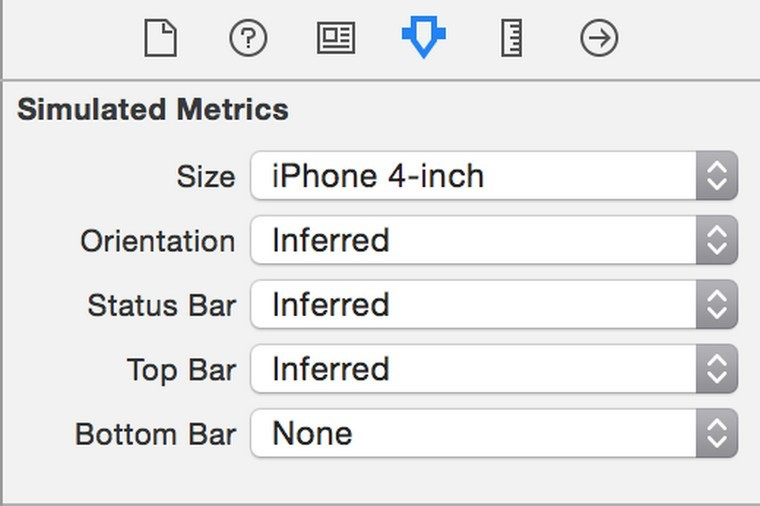 Simulated Metrics
Size iPhone 4-inch
Orientation Inferred
Status Bar Inferred
Top Bar Inferred
Bottom Bar None